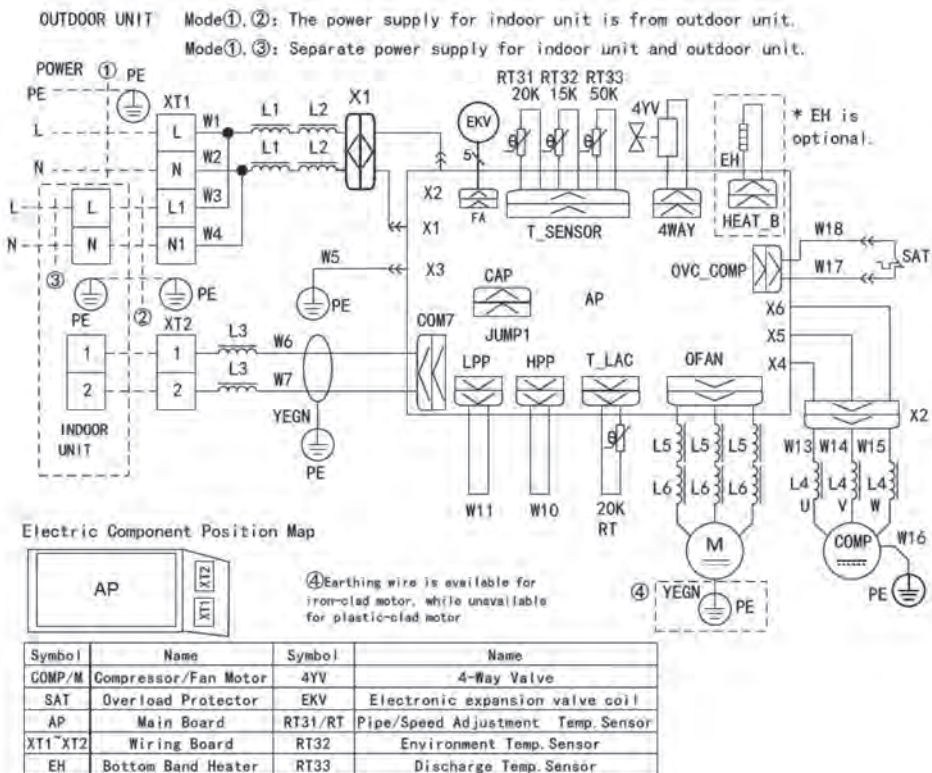 OUTDOOR UNIT Mode①,②: The power supply for indoor unit is from outdoor unit.
Mode①,③: Separate power supply for indoor unit and outdoor unit.
POWER ① PE
PE
L
N
L
N
XT1
L
N
L1
N1
W1
W2
W3
W4
L1 L2
L1 L2
X1
L
N
③
PE
②
PE
XT2
1
2
1
2
INDOOR
UNIT
L3
L3
W6
W7
YEGN
PE
W5
PE
EKV
5
FA
RT31 RT32 RT33
20K 15K 50K
θ θ θ
T_SENSOR
4YV
4WAY
EH
HEAT_B
* EH is
optional.
X2
X1
X3
CAP
JUMP1
AP
COM7
LPP HPP T_LAC OFAN
OVC_COMP
W18
W17
SAT
X6
X5
X4
X2
W11 W10
θ
20K
RT
L5 L5 L5
L6 L6 L6
M
④ YEGN
PE
W13 W14 W15
L4 L4 L4
U V W
COMP
W16
PE
Electric Component Position Map
AP
XT2
XT1
④Earthing wire is available for
iron-clad motor, while unavailable
for plastic-clad motor
Symbol Name Symbol Name
COMP/M Compressor/Fan Motor 4YV 4-Way Valve
SAT Overload Protector EKV Electronic expansion valve coil
AP Main Board RT31/RT Pipe/Speed Adjustment Temp.Sensor
XT1~XT2 Wiring Board RT32 Environment Temp.Sensor
EH Bottom Band Heater RT33 Discharge Temp.Sensor